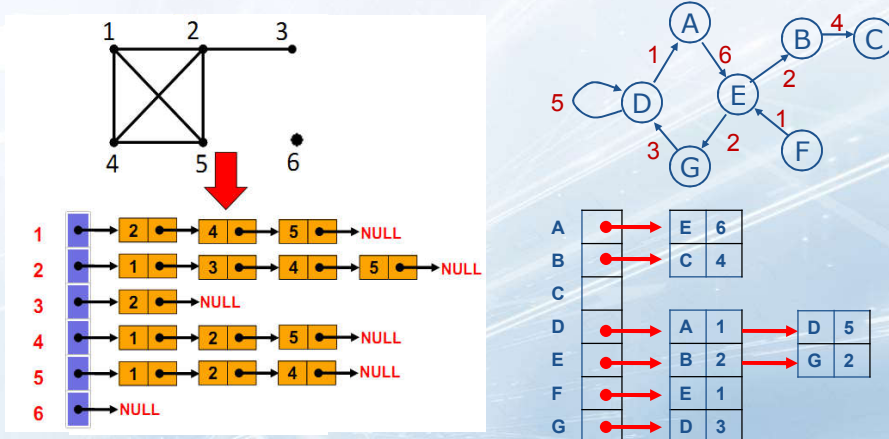 1 2 3
4 5 6
1 2 4 5 NULL
2 1 3 4 5 NULL
3 2 NULL
4 1 2 5 NULL
5 1 2 4 NULL
6 NULL
A
B C
4
1 6
2
5 D E
1
3 2
G F
A E 6
B C 4
C
D A 1 D 5
E B 2 G 2
F E 1
G D 3